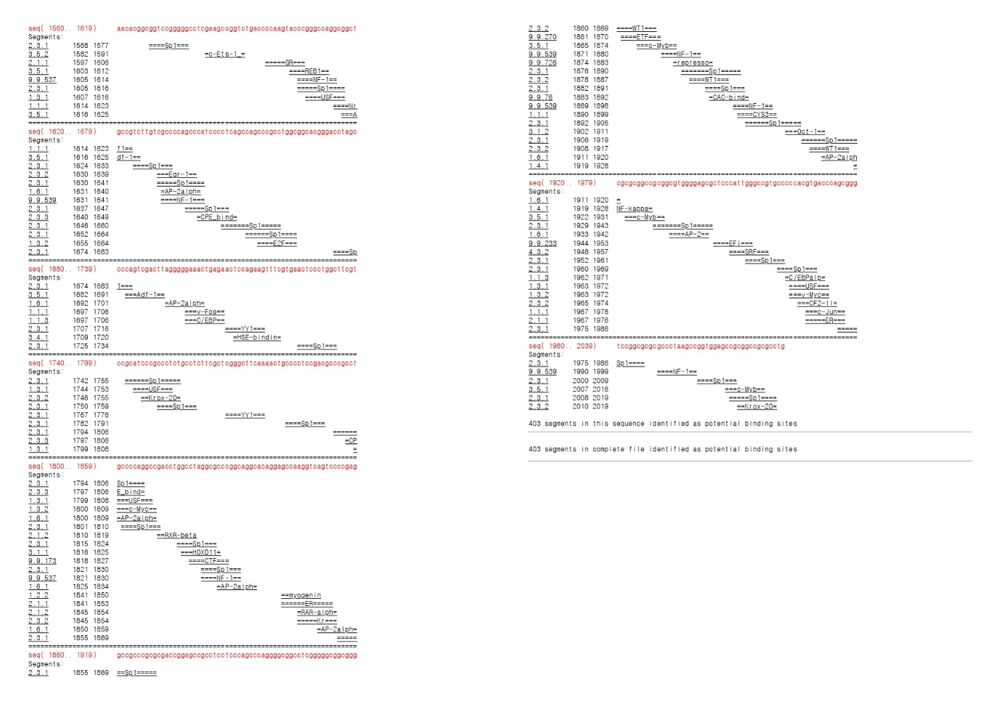 seq( 1560.. 1619)     aacacggcggtccgggggcctcgaagccggtctgaccccaagtacccgggccaggcggct
Segments:
2.3.1 1568 1577 ====Sp1===
3.5.2 1582 1591 =c-Ets-1_=
2.1.1 1597 1606 =====GR===
3.5.1 1603 1612 ====REB1==
9.9.537 1605 1614 ====NF-1==
2.3.1 1605 1616 =====Sp1====
1.3.1 1607 1616 ====USF===
1.1.1 1614 1623 ====Nr
3.5.1 1616 1625 ===A
============================================================
seq( 1620.. 1679)     gccgtcttgtcgccccagcccatcccctcagccagcccgcctggcggcacgggacctagc
Segments:
1.1.1 1614 1623 f1==
3.5.1 1616 1625 df-1==
2.3.1 1624 1633 ====Sp1===
2.3.2 1630 1639 ===Egr-1==
2.3.1 1630 1641 =====Sp1====
1.6.1 1631 1640 =AP-2alph=
9.9.539 1631 1641 ====NF-1===
2.3.1 1637 1647 =====Sp1===
2.3.3 1640 1649 =CPE_bind=
2.3.1 1646 1660 =======Sp1=====
2.3.1 1652 1664 ======Sp1====
1.3.2 1655 1664 ====E2F===
2.3.1 1674 1683 ====Sp
============================================================
seq( 1680.. 1739)     cccagtcgacttagggggaaactgagaactccagaagtttcgtgaactccctggcttcgt
Segments:
2.3.1 1674 1683 1===
3.5.1 1682 1691 ===Adf-1==
1.6.1 1692 1701 =AP-2alph=
1.1.1 1697 1706 ===v-Fos==
1.1.3 1697 1706 ===C/EBP==
2.3.1 1707 1716 ====YY1===
3.4.1 1709 1720 =HSE-bindin=
2.3.1 1725 1734 ====Sp1===
============================================================
seq( 1740.. 1799)     ccgcatcccgcccctctgcctcttcgctcgggttcaaaactgcccctccgacgcccgcct
Segments:
2.3.1 1742 1755 ======Sp1=====
1.3.1 1744 1753 ====USF===
2.3.2 1746 1755 ==Krox-20=
2.3.1 1750 1759 ====Sp1===
2.3.1 1767 1776 ====YY1===
2.3.1 1782 1791 ====Sp1===
2.3.1 1794 1806 ======
2.3.3 1797 1806 =CP
1.3.1 1799 1808 =
============================================================
seq( 1800.. 1859)     gccccaggccgacctggcctaggcgcccggcaggcacaggagccaaggtcagtccccgag
Segments:
2.3.1 1794 1806 Sp1====
2.3.3 1797 1806 E_bind=
1.3.1 1799 1808 ===USF===
1.3.2 1800 1809 ===c-Myc==
1.6.1 1800 1809 =AP-2alph=
2.3.1 1801 1810 ====Sp1===
2.1.2 1810 1819 ==RXR-beta
2.3.1 1815 1824 ====Sp1===
3.1.1 1816 1825 ===HOXD11=
9.9.173 1818 1827 ====CTF===
2.3.1 1821 1830 ====Sp1===
9.9.537 1821 1830 ====NF-1==
1.6.1 1825 1834 =AP-2alph=
1.2.2 1841 1850 ==myogenin
2.1.1 1841 1853 ======ER=====
2.1.2 1845 1854 =RAR-alph=
2.3.2 1845 1854 =====Kr===
1.6.1 1850 1859 =AP-2alph=
2.3.1 1855 1869 =====
============================================================
seq( 1860.. 1919)     gccgcccgcgcgaccggagccgcctcctcccagcccaggggcggcctcgggggcggcggg
Segments:
2.3.1 1855 1869 ==Sp1=====
2.3.2 1860 1869 ====WT1===
9.9.270 1861 1870 ====ETF===
3.5.1 1865 1874 ===c-Myb==
9.9.539 1871 1880 ====NF-1==
9.9.726 1874 1883 =represso=
2.3.1 1876 1890 =======Sp1=====
2.3.2 1878 1887 ====WT1===
2.3.1 1882 1891 ====Sp1===
9.9.76 1883 1892 =CAC-bind=
9.9.539 1889 1898 ====NF-1==
1.1.1 1890 1899 ====CYS3==
2.3.1 1892 1905 ======Sp1=====
3.1.2 1902 1911 ===Oct-1==
2.3.1 1906 1919 ======Sp1=====
2.3.2 1908 1917 ====WT1===
1.6.1 1911 1920 =AP-2alph
1.4.1 1919 1928 =
============================================================
seq( 1920.. 1979)     cgcgcggccgcggcgtggggagcgctcccattgggccgtgcccccacgtgacccagcggg
Segments:
1.6.1 1911 1920 =
1.4.1 1919 1928 NF-kappa=
3.5.1 1922 1931 ===c-Myb==
2.3.1 1929 1943 =======Sp1=====
1.6.1 1933 1942 ====AP-2==
9.9.233 1944 1953 ====EFI===
4.3.2 1948 1957 ====SRF===
2.3.1 1952 1961 ====Sp1===
2.3.1 1960 1969 ====Sp1===
1.1.3 1962 1971 =C/EBPalp=
1.3.1 1963 1972 ====USF===
1.3.2 1963 1972 ===v-Myc==
2.3.2 1965 1974 ===CF2-II=
1.1.1 1967 1976 ===c-Jun==
2.1.1 1967 1976 =====ER===
2.3.1 1975 1986 =====
============================================================
seq( 1980.. 2039)     tccggcgcgcgccctaagccggtggagccgcggccgcgcctg
Segments:
2.3.1 1975 1986 Sp1====
9.9.539 1990 1999 ====NF-1==
2.3.1 2000 2009 ====Sp1===
3.5.1 2007 2016 ===c-Myb==
2.3.1 2008 2019 =====Sp1====
2.3.2 2010 2019 ==Krox-20=
403 segments in this sequence identified as potential binding sites
403 segments in complete file identified as potential binding sites